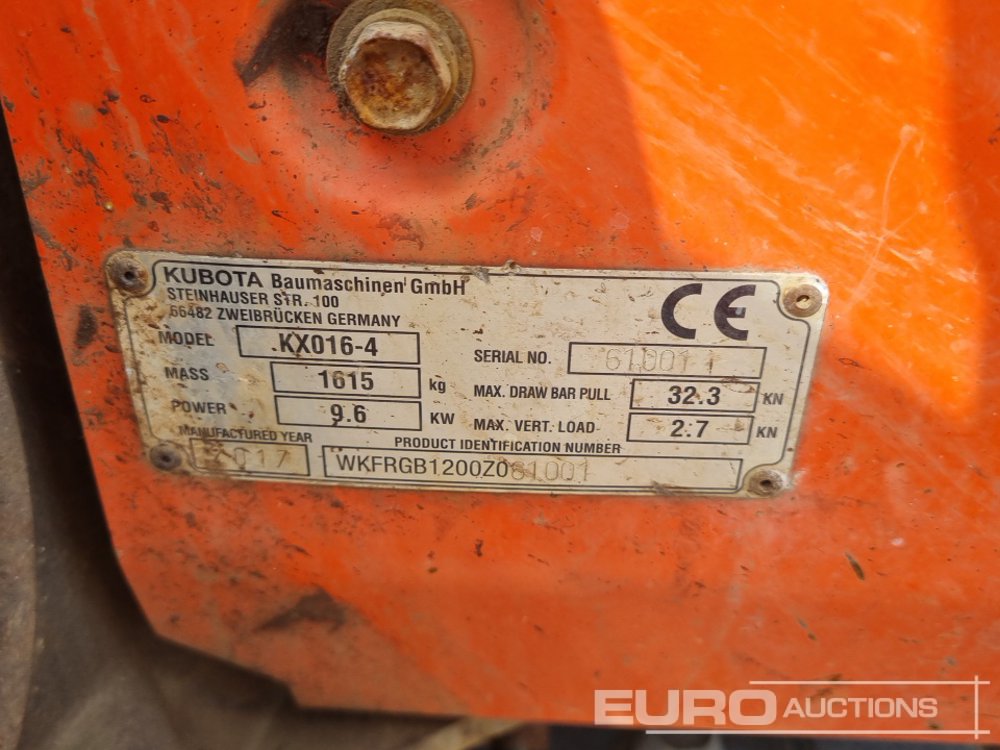 KUBOTA Baumaschinen GmbH
STEINHAUSER STR. 100
66482 ZWEIBRÜCKEN GERMANY
CE
MODEL KX016-4
MASS 1615 kg
POWER 9.6 KW
SERIAL NO.
MAX. DRAW BAR PULL 32.3 KN
MAX. VERT. LOAD 2.7 KN
MANUFACTURED YEAR 2017
PRODUCT IDENTIFICATION NUMBER
WKFRGB1200Z061001
EURO AUCTIONS